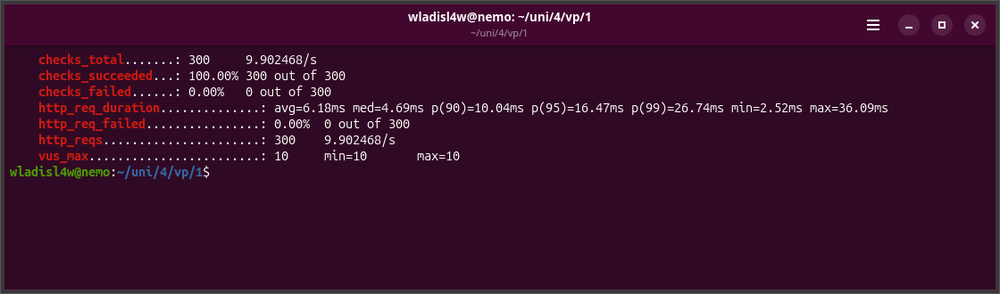 wladisl4w@nemo: ~/uni/4/vp/1
~/uni/4/vp/1
checks_total.......: 300     9.902468/s
checks_succeeded...: 100.00% 300 out of 300
checks_failed......: 0.00%   0 out of 300
http_req_duration..............: avg=6.18ms med=4.69ms p(90)=10.04ms p(95)=16.47ms p(99)=26.74ms min=2.52ms max=36.09ms
http_req_failed................: 0.00%  0 out of 300
http_reqs......................: 300    9.902468/s
vus_max........................: 10     min=10       max=10
wladisl4w@nemo:~/uni/4/vp/1$